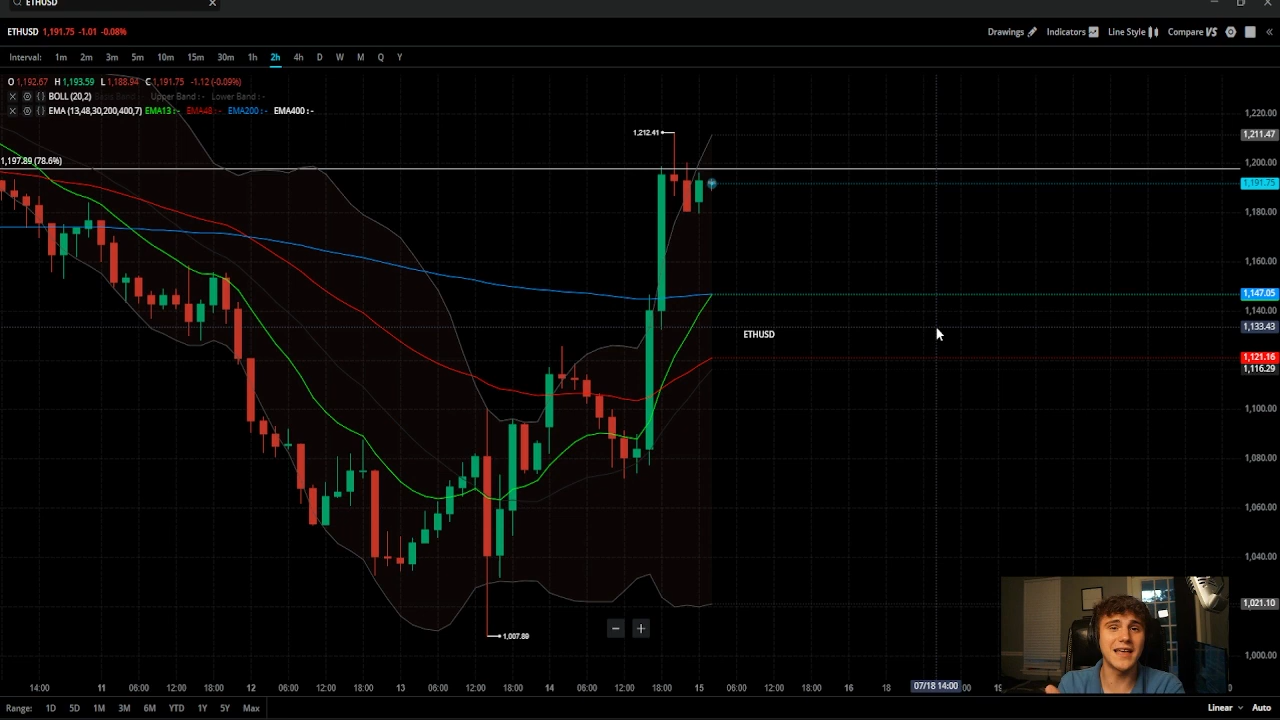 ETHUSD
ETHUSD 1,191.75 -1.01 -0.08%
Drawings Indicators Line Style Compare VS
Interval: 1m 2m 3m 5m 10m 15m 30m 1h 2h 4h D W M Q Y
O 1,192.67 H 1,193.59 L 1,188.94 C 1,191.75 -1.12 (-0.09%)
BOLL (20,2) Upper Band : - Lower Band : -
EMA (13,48,30,200,400,7) EMA13 : - EMA48 : - EMA200 : - EMA400 : -
1,220.00
1,212.41
1,211.47
1,197.89 (78.6%)
1,200.00
1,191.75
1,180.00
1,160.00
1,147.05
1,140.00
1,133.43
ETHUSD
1,121.16
1,116.29
1,100.00
1,080.00
1,060.00
1,040.00
1,021.10
1,007.89
1,000.00
14:00 11 06:00 12:00 18:00 12 06:00 12:00 18:00 13 06:00 12:00 18:00 14 06:00 12:00 18:00 15 06:00 12:00 18:00 16 18 07/18 14:00
Range: 1D 5D 1M 3M 6M YTD 1Y 5Y Max
Linear Auto